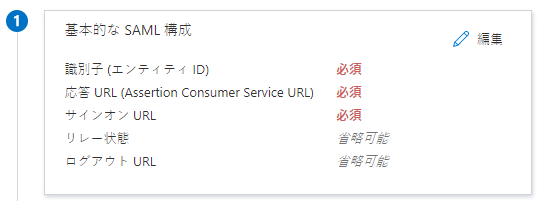 1
基本的な SAML 構成
編集
識別子 (エンティティ ID) 必須
応答 URL (Assertion Consumer Service URL) 必須
サインオン URL 必須
リレー状態 省略可能
ログアウト URL 省略可能